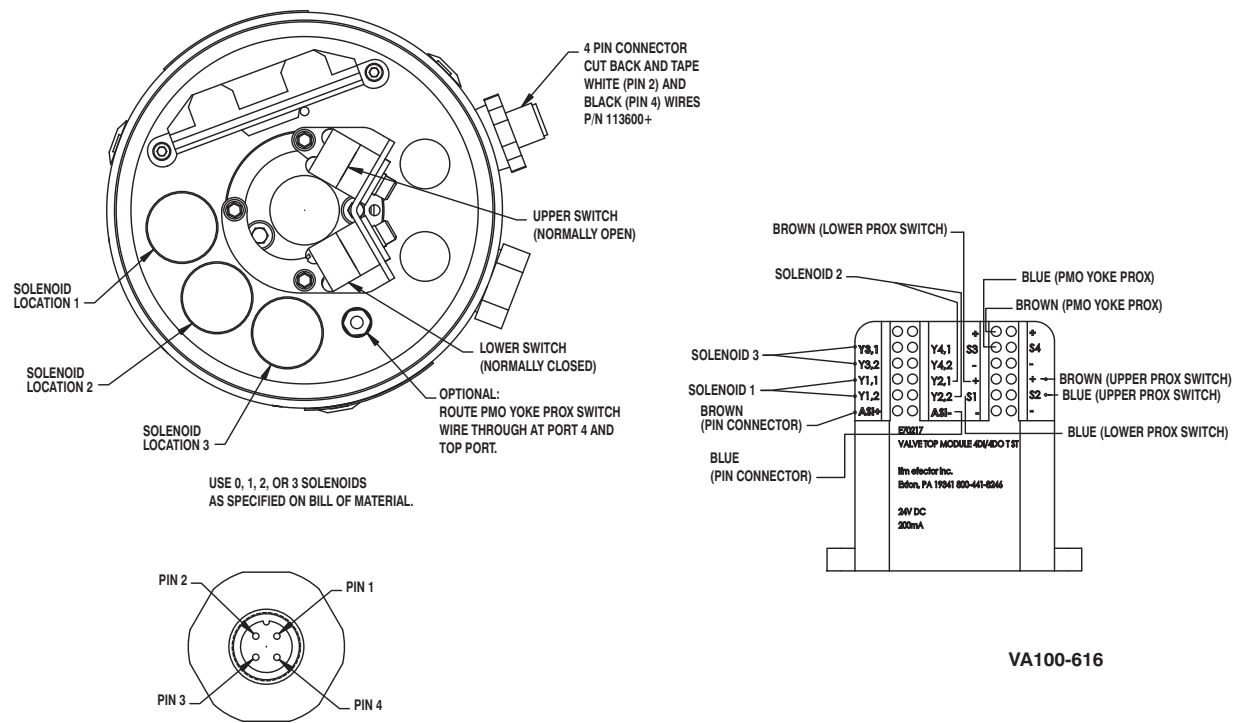 4 PIN CONNECTOR
CUT BACK AND TAPE
WHITE (PIN 2) AND
BLACK (PIN 4) WIRES
P/N 113600+
UPPER SWITCH
(NORMALLY OPEN)
SOLENOID
LOCATION 1
SOLENOID
LOCATION 2
SOLENOID
LOCATION 3
LOWER SWITCH
(NORMALLY CLOSED)
OPTIONAL:
ROUTE PMO YOKE PROX SWITCH
WIRE THROUGH AT PORT 4 AND
TOP PORT.
USE 0, 1, 2, OR 3 SOLENOIDS
AS SPECIFIED ON BILL OF MATERIAL.
PIN 2
PIN 1
PIN 3
PIN 4
BROWN (LOWER PROX SWITCH)
SOLENOID 2
BLUE (PMO YOKE PROX)
BROWN (PMO YOKE PROX)
SOLENOID 3
SOLENOID 1
BROWN
(PIN CONNECTOR)
BLUE
(PIN CONNECTOR)
BROWN (UPPER PROX SWITCH)
BLUE (UPPER PROX SWITCH)
BLUE (LOWER PROX SWITCH)
+ +
Y3,1 Y4,1 S3 S4
Y3,2 Y4,2 - -
Y1,1 Y2,1 + +
Y1,2 Y2,2 S1 S2
ASI+ ASI- - -
E70217
VALVE TOP MODULE 4DI/4DO T ST
ifm efector inc.
Exton, PA 19341 800-441-8246
24V DC
200mA
VA100-616